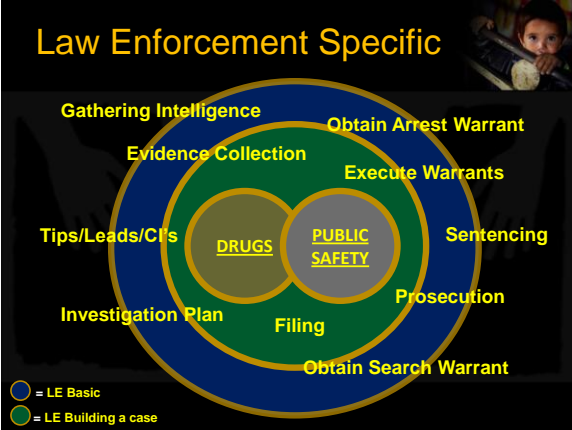 Law Enforcement Specific
Gathering Intelligence
Obtain Arrest Warrant
Evidence Collection
Execute Warrants
Tips/Leads/CI's
DRUGS
PUBLIC
SAFETY
Sentencing
Prosecution
Investigation Plan
Filing
Obtain Search Warrant
= LE Basic
= LE Building a case